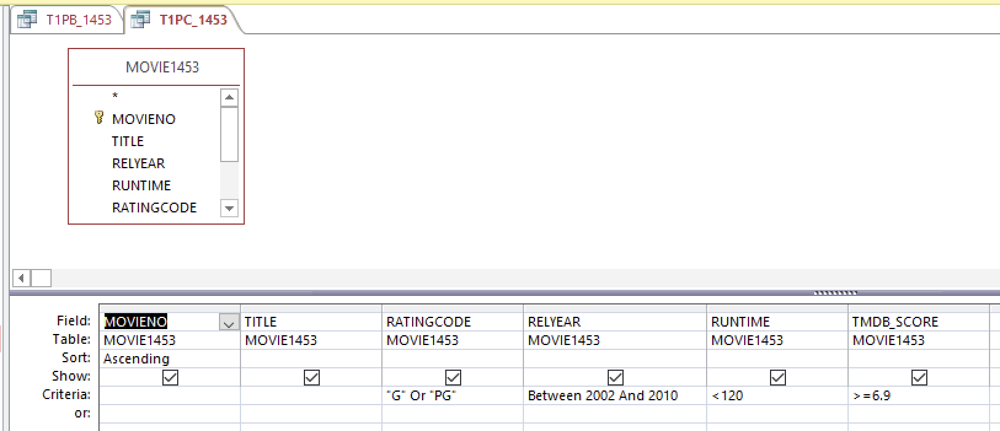 T1PB_1453 T1PC_1453
MOVIE1453
*
MOVIENO
TITLE
RELYEAR
RUNTIME
RATINGCODE
Field: MOVIENO TITLE RATINGCODE RELYEAR RUNTIME TMDB_SCORE
Table: MOVIE1453 MOVIE1453 MOVIE1453 MOVIE1453 MOVIE1453 MOVIE1453
Sort: Ascending
Show:
Criteria: "G" Or "PG" Between 2002 And 2010 <120 >=6.9
or: